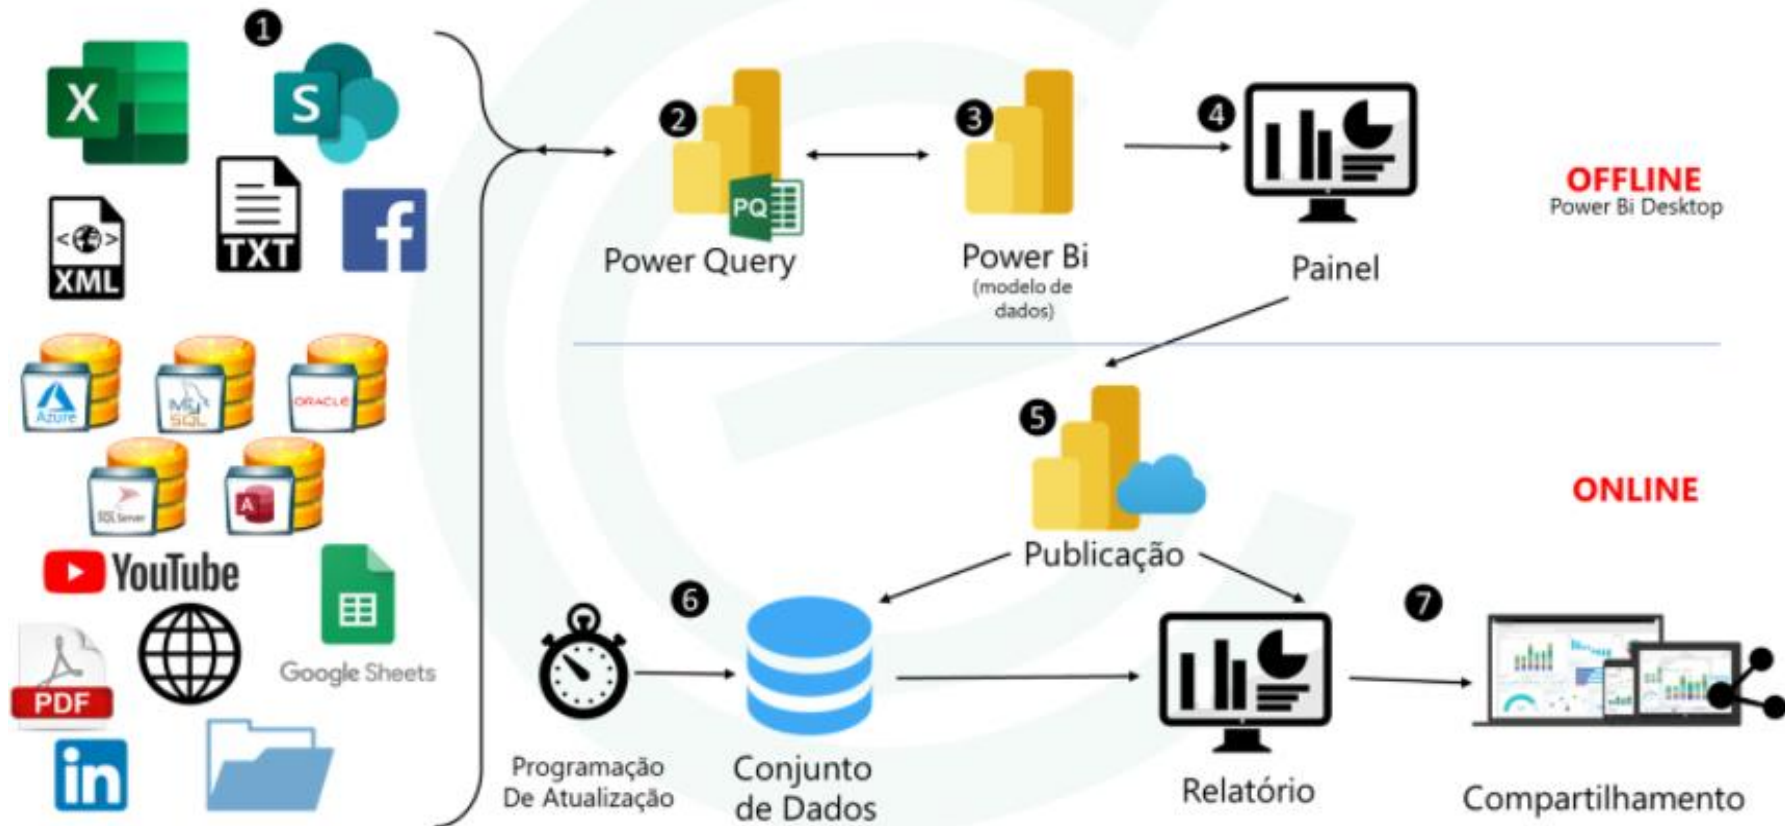 1
X
S
<>
XML
TXT
f
Azure
MySQL
ORACLE
SQL Server
A
YouTube
Google Sheets
PDF
in
2
PQ
Power Query
3
Power Bi
(modelo de
dados)
4
Painel
OFFLINE
Power Bi Desktop
5
Publicação
ONLINE
6
Programação
De Atualização
Conjunto
de Dados
Relatório
7
Compartilhamento